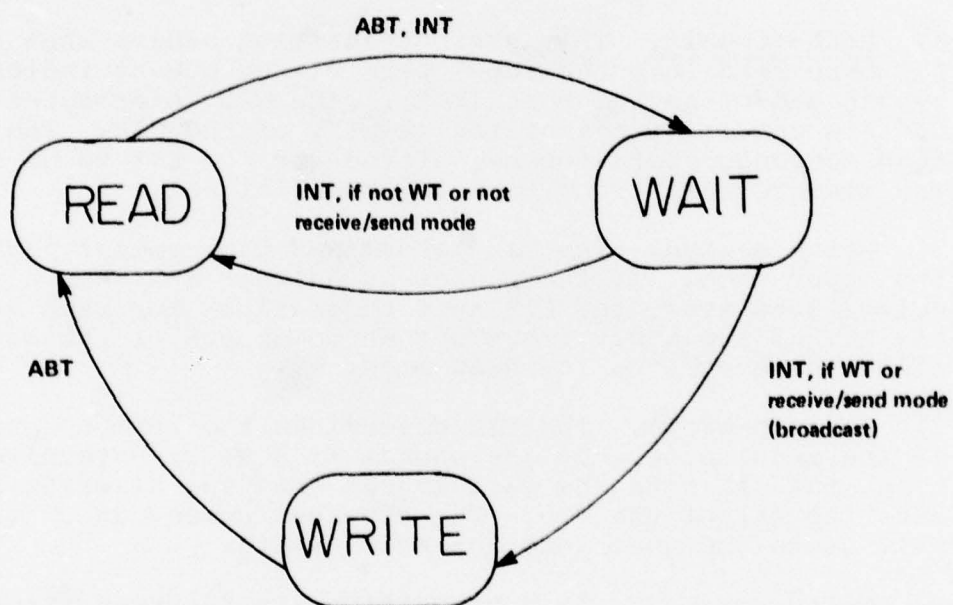 ABT, INT
READ
WAIT
INT, if not WT or not
receive/send mode
ABT
INT, if WT or
receive/send mode
(broadcast)
WRITE